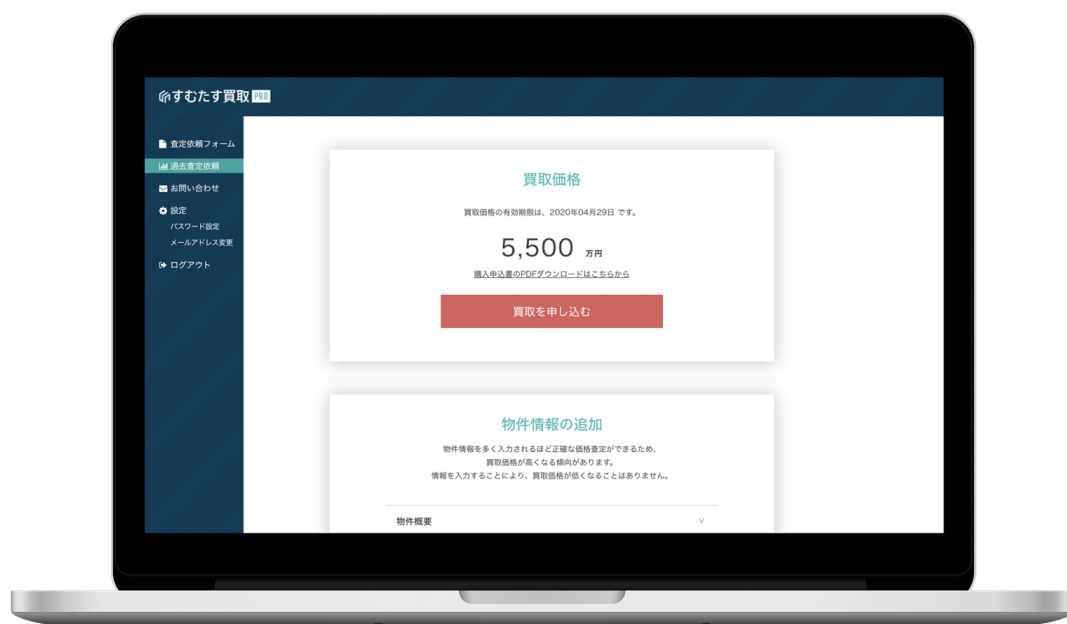 すむたす買取 PRO
査定依頼フォーム
過去査定依頼
お問い合わせ
設定
パスワード設定
メールアドレス変更
ログアウト
買取価格
買取価格の有効期限は、2020年04月29日 です。
5,500 万円
購入申込書のPDFダウンロードはこちらから
買取を申し込む
物件情報の追加
物件情報を多く入力されるほど正確な価格査定ができるため、
買取価格が高くなる傾向があります。
情報を入力することにより、買取価格が低くなることはありません。
物件概要